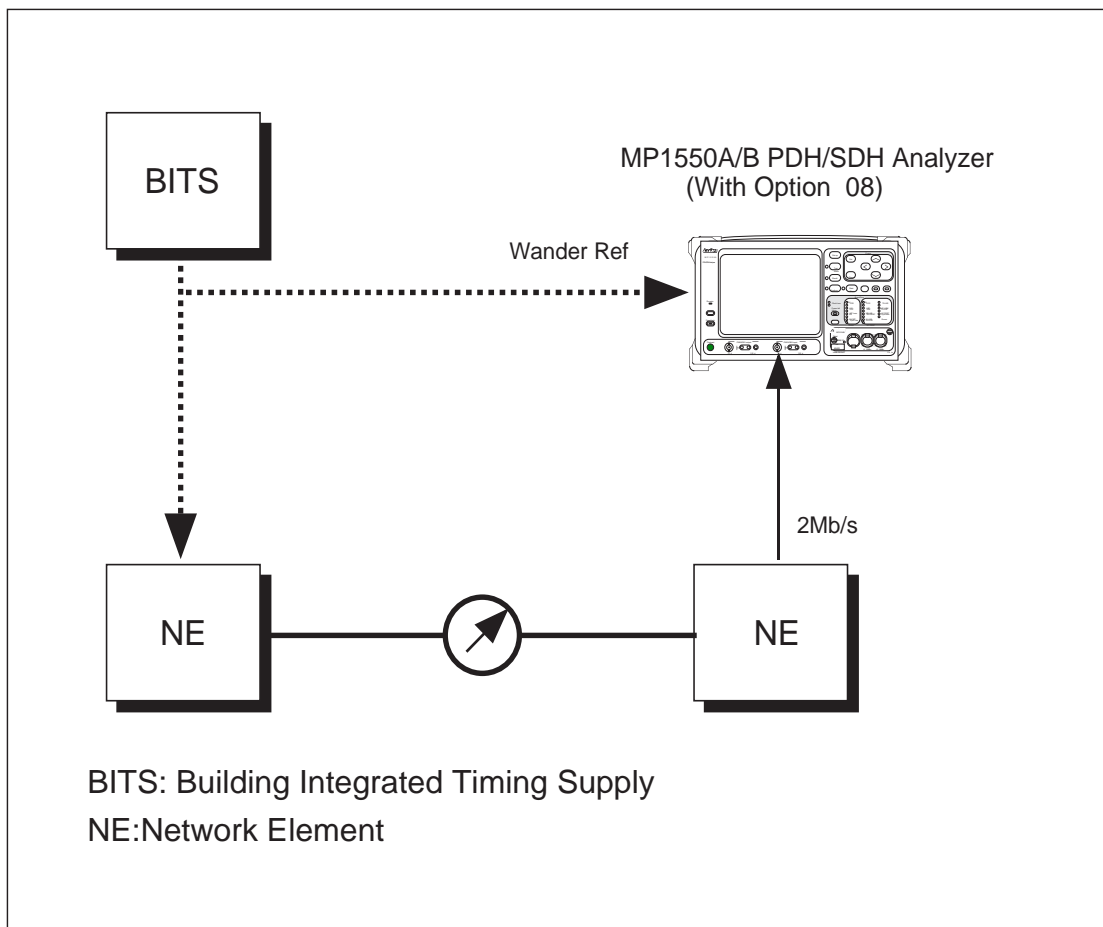 BITS
MP1550A/B PDH/SDH Analyzer
(With Option 08)
Wander Ref
2Mb/s
NE
NE
BITS: Building Integrated Timing Supply
NE:Network Element